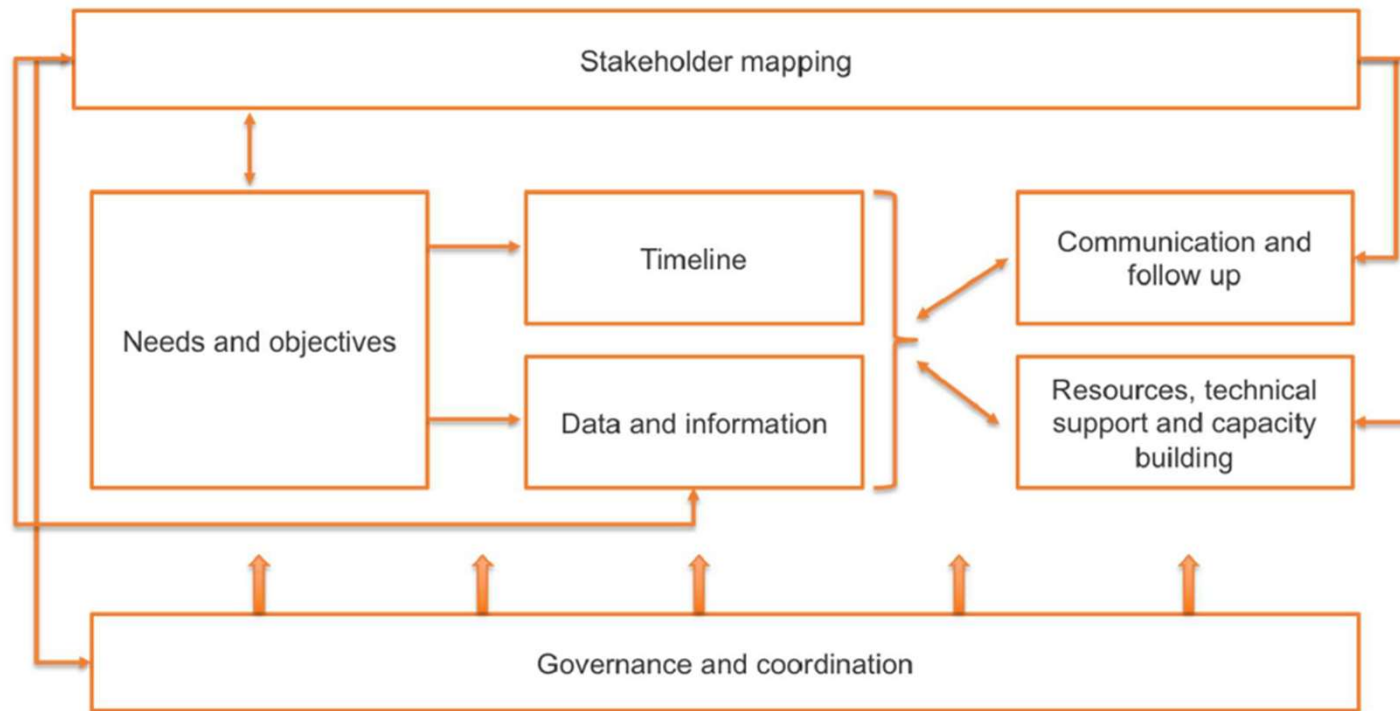 Stakeholder mapping
Needs and objectives
Timeline
Data and information
Communication and
follow up
Resources, technical
support and capacity
building
Governance and coordination